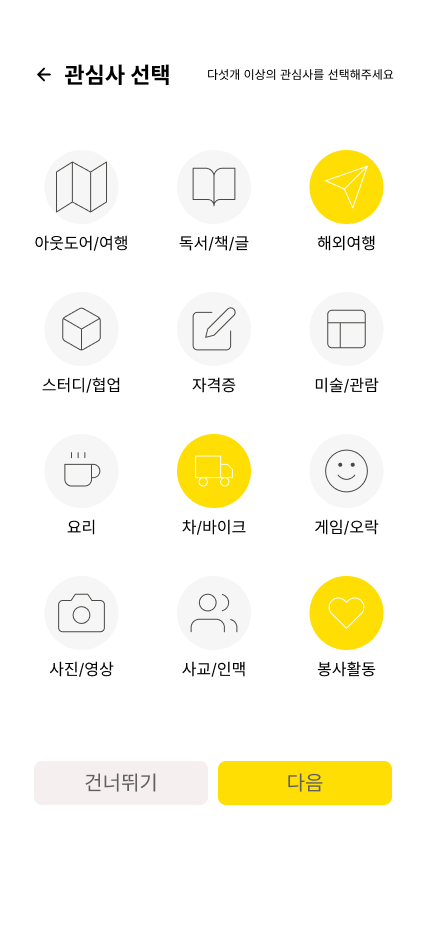 관심사 선택 다섯개 이상의 관심사를 선택해주세요
아웃도어/여행 독서/책/글 해외여행
스터디/협업 자격증 미술/관람
요리 차/바이크 게임/오락
사진/영상 사교/인맥 봉사활동
건너뛰기 다음